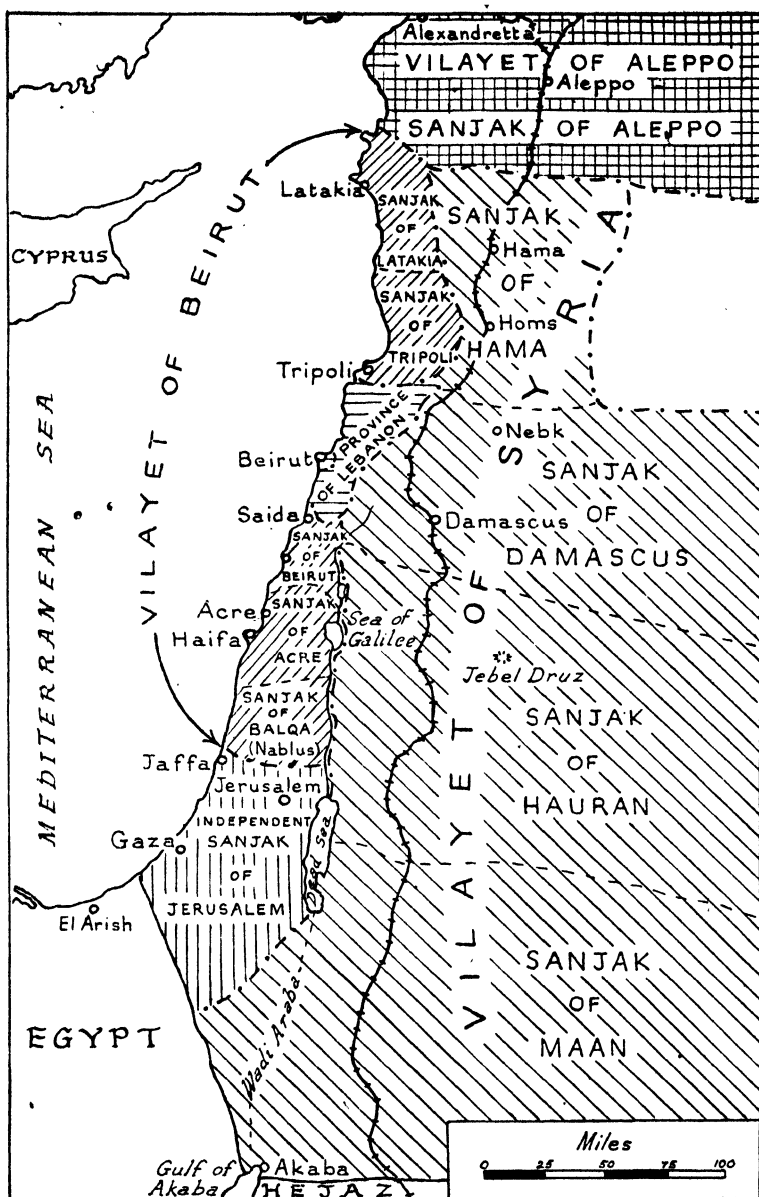 Alexandretta
VILAYET OF ALEPPO
Aleppo
SANJAK OF ALEPPO
VILAYET OF BEIRUT
Latakia
SANJAK
OF
LATAKIA
SANJAK
OF
HAMA
Hama
Homs
CYPRUS
SANJAK
OF
TRIPOLI
Tripoli
MEDITERRANEAN SEA
PROVINCE
OF LEBANON
Beirut
Nebk
VILAYET OF SYRIA
SANJAK
OF
DAMASCUS
Saida
Damascus
SANJAK
OF
BEIRUT
Acre
Haifa
SANJAK
OF
ACRE
Sea of
Galilee
Jebel Druz
SANJAK
OF
BALQA
(Nablus)
SANJAK
OF
HAURAN
Jaffa
Jerusalem
INDEPENDENT
SANJAK
OF
JERUSALEM
Gaza
Dead Sea
El Arish
SANJAK
OF
MAAN
EGYPT
Wadi Araba
Gulf of
Akaba
Akaba
HEJAZ
Miles
0 25 50 75 100